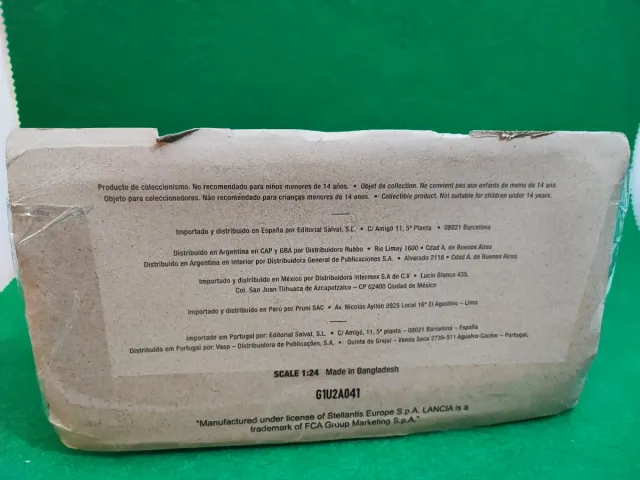 Producto de coleccionismo. No recomendado para niños menores de 14 años. • Objet de collection. Ne convient pas aux enfants de moins de 14 ans.
Objeto para coleccionadores. Não recomendado para crianças menores de 14 anos. • Collectible product. Not suitable for children under 14 years.
Importado y distribuido en España por Editorial Salvat, S.L. • C/ Amigó 11, 5ª Planta • 08021 Barcelona
Distribuido en Argentina en CAP y GBA por Distribuidora Rubbo • Río Limay 1600 • Cdad A. de Buenos Aires
Distribuido en Argentina en Interior por Distribuidora General de Publicaciones S.A. • Alvarado 2118 • Cdad A. de Buenos Aires
Importado y distribuido en México por Distribuidora Intermex S.A de C.V • Lucio Blanco 435.
Col. San Juan Tlihuaca de Arcapotzalco – CP 02400 Ciudad de México
Importado y distribuido en Perú por Pruni SAC • Av. Nicolás Ayllón 2925 Local 16ª El Agustino – Lima
Importado em Portugal por: Editorial Salvat, S.L. • C/ Amigó, 11, 5ª planta – 08021 Barcelona – España
Distribuido em Portugal por: Vasp – Distribuidora de Publicações, S.A. • Quinta do Grajal – Venda Seca 2739-511 Agualva-Cacém – Portugal.
SCALE 1:24 Made in Bangladesh
G1U2A041
"Manufactured under license of Stellantis Europe S.p.A. LANCIA is a
trademark of FCA Group Marketing S.p.A."